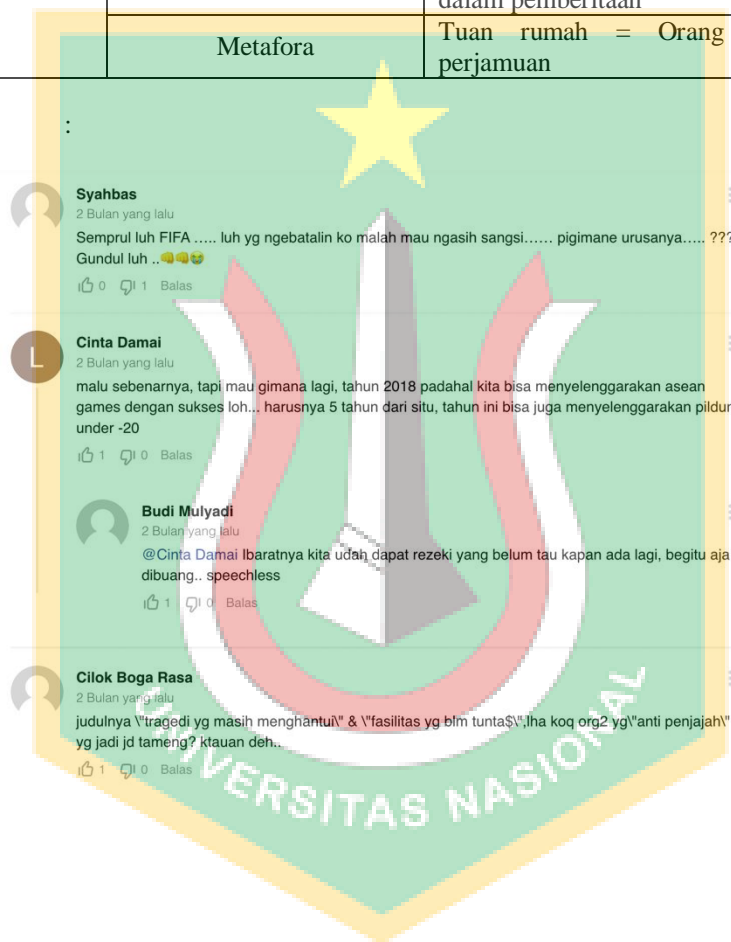 dalam pemberitaan
Metafora
Tuan rumah = Orang
perjamuan
:
Syahbas
2 Bulan yang lalu
Semprul luh FIFA ..... luh yg ngebatalin ko malah mau ngasih sangsi...... pigimane urusanya..... ???
Gundul luh ..👊👊😭
0 1 Balas
L
Cinta Damai
2 Bulan yang lalu
malu sebenarnya, tapi mau gimana lagi, tahun 2018 padahal kita bisa menyelenggarakan asean
games dengan sukses loh... harusnya 5 tahun dari situ, tahun ini bisa juga menyelenggarakan pildun
under -20
1 0 Balas
Budi Mulyadi
2 Bulan yang lalu
@Cinta Damai Ibaratnya kita udah dapat rezeki yang belum tau kapan ada lagi, begitu aja
dibuang.. speechless
1 0 Balas
Cilok Boga Rasa
2 Bulan yang lalu
judulnya \"tragedi yg masih menghantui\" & \"fasilitas yg blm tunta$\",lha koq org2 yg\"anti penjajah\"
yg jadi jd tameng? ktauan deh..
1 0 Balas
UNIVERSITAS NASIONAL